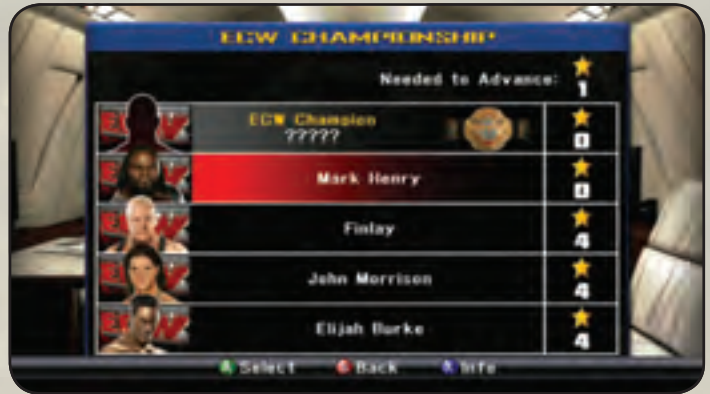 ECW CHAMPIONSHIP
Needed to Advance: 1
ECW Champion
?????
0
Mark Henry 0
Finlay 4
John Morrison 4
Elijah Burke 4
A Select B Back Info